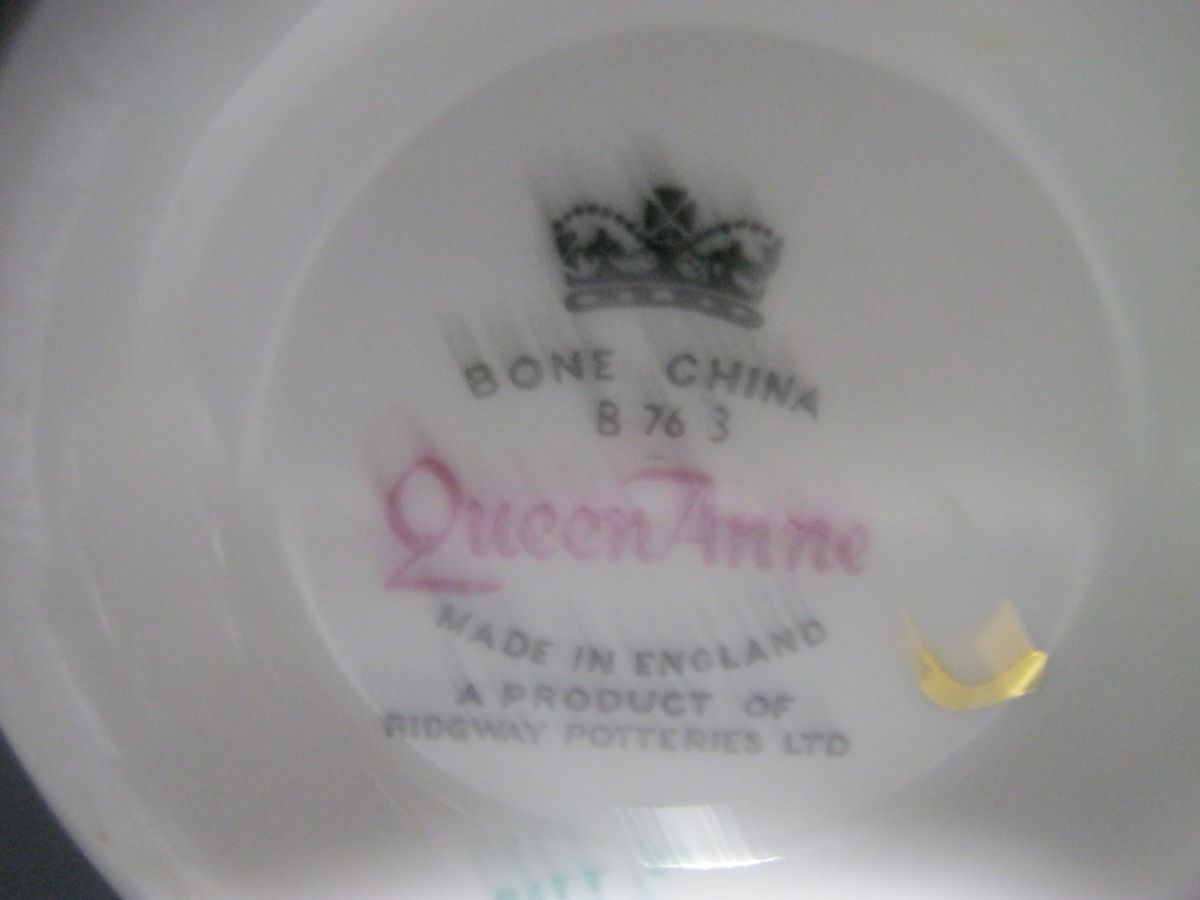 BONE CHINA
B 76 3
Queen Anne
MADE IN ENGLAND
A PRODUCT OF
RIDGWAY POTTERIES LTD